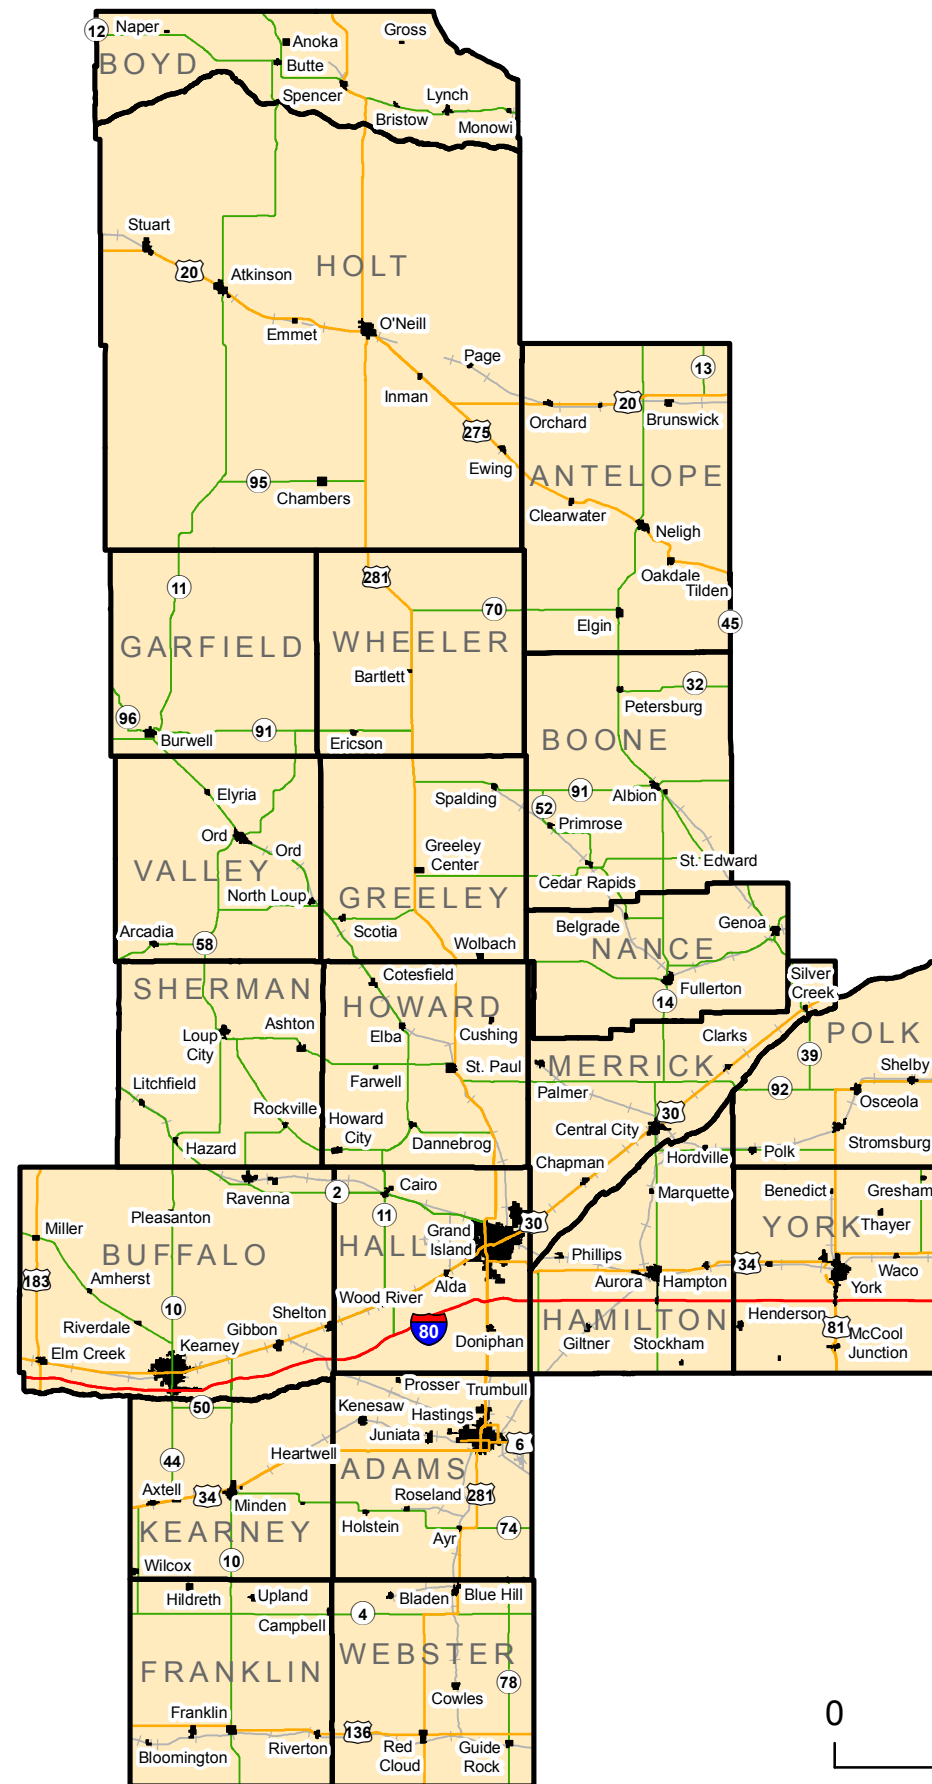 12
Naper
Gross
Anoka
BOYD
Butte
Spencer
Lynch
Bristow
Monowi
Stuart
20
Atkinson
HOLT
Emmet
O'Neill
Page
13
Inman
20
Orchard
Brunswick
275
Ewing
ANTELOPE
95
Chambers
Clearwater
Neligh
Oakdale
Tilden
11
281
70
Elgin
45
GARFIELD
WHEELER
Bartlett
32
Petersburg
96
91
Burwell
Ericson
BOONE
Elyria
Spalding
91
Albion
52
Primrose
Ord
Ord
Greeley
Center
VALLEY
St. Edward
North Loup
GREELEY
Cedar Rapids
Belgrade
Genoa
Arcadia
58
Scotia
Wolbach
NANCE
SHERMAN
Cotesfield
Silver
Creek
Fullerton
14
HOWARD
Loup
City
Ashton
Elba
Cushing
Clarks
POLK
39
Farwell
St. Paul
MERRICK
Shelby
Litchfield
Palmer
92
Osceola
Rockville
Howard
City
30
Central City
Hazard
Dannebrog
Stromsburg
Hordville
Polk
Chapman
Ravenna
2
Cairo
Marquette
Benedict
Gresham
Pleasanton
11
30
Miller
Grand
Island
YORK
Thayer
BUFFALO
HALL
Phillips
34
183
Amherst
Alda
Aurora
Hampton
Waco
York
10
Wood River
Shelton
80
HAMILTON
Henderson
Riverdale
Gibbon
Doniphan
81
Kearney
Giltner
Stockham
McCool
Junction
Elm Creek
Prosser
Trumbull
50
Kenesaw
Hastings
Juniata
6
44
Heartwell
ADAMS
Axtell
34
Minden
Roseland
281
KEARNEY
Holstein
Ayr
74
Wilcox
10
Hildreth
Upland
Bladen
Blue Hill
Campbell
4
WEBSTER
FRANKLIN
78
Cowles
Franklin
136
Bloomington
Riverton
Red
Cloud
Guide
Rock
0